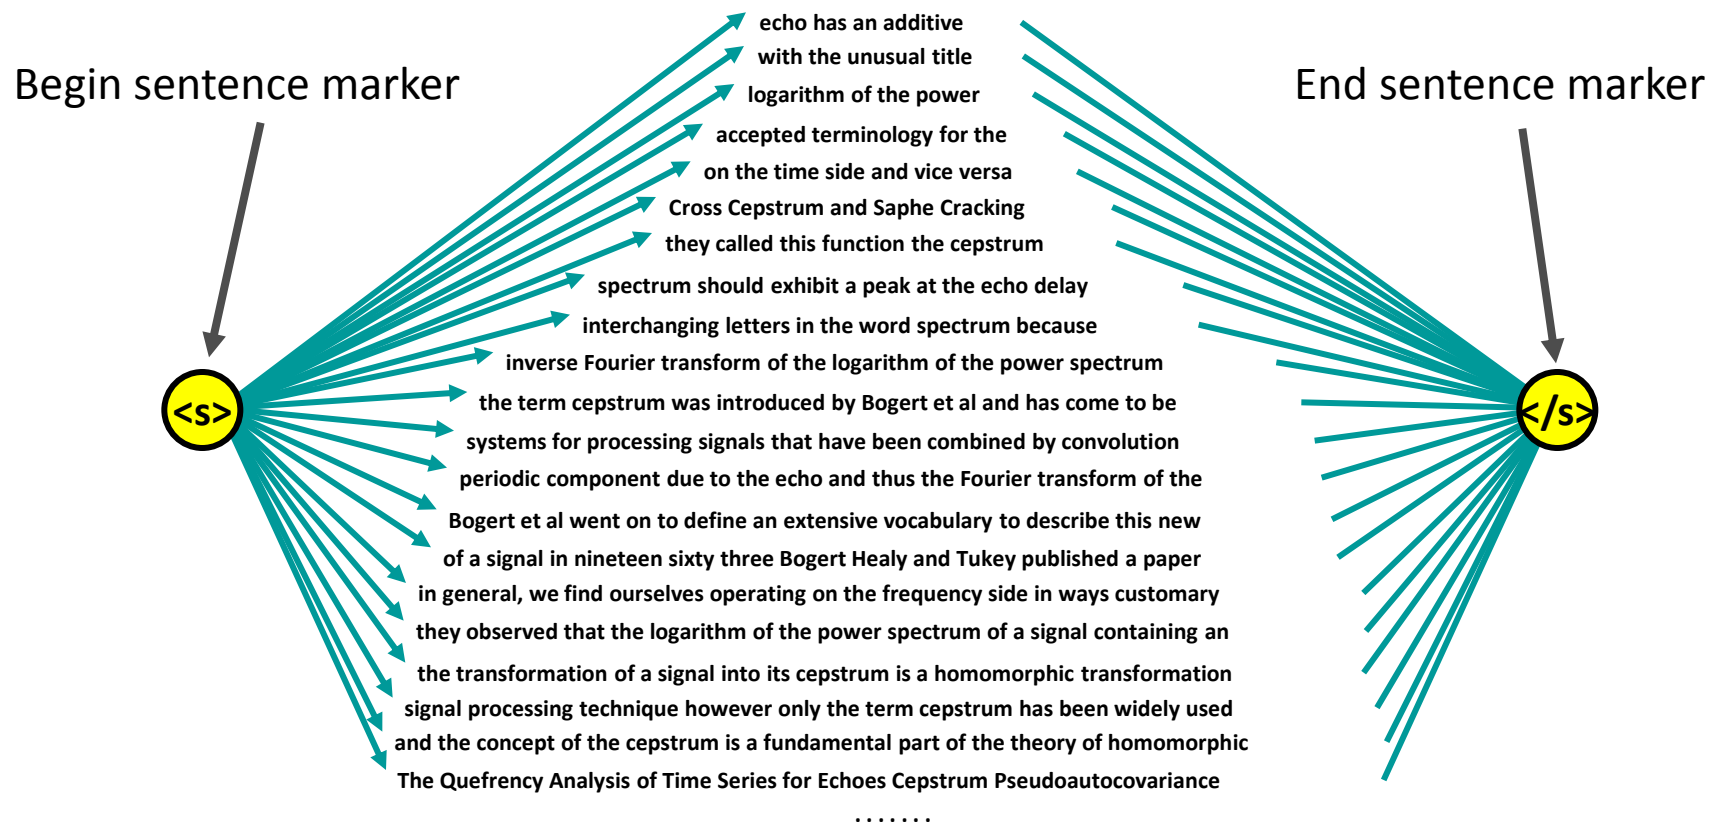 echo has an additive
with the unusual title
Begin sentence marker
End sentence marker
logarithm of the power
accepted terminology for the
on the time side and vice versa
Cross Cepstrum and Saphe Cracking
they called this function the cepstrum
spectrum should exhibit a peak at the echo delay
interchanging letters in the word spectrum because
inverse Fourier transform of the logarithm of the power spectrum
the term cepstrum was introduced by Bogert et al and has come to be
<s>
</s>
systems for processing signals that have been combined by convolution
periodic component due to the echo and thus the Fourier transform of the
Bogert et al went on to define an extensive vocabulary to describe this new
of a signal in nineteen sixty three Bogert Healy and Tukey published a paper
in general, we find ourselves operating on the frequency side in ways customary
they observed that the logarithm of the power spectrum of a signal containing an
the transformation of a signal into its cepstrum is a homomorphic transformation
signal processing technique however only the term cepstrum has been widely used
and the concept of the cepstrum is a fundamental part of the theory of homomorphic
The Quefrency Analysis of Time Series for Echoes Cepstrum Pseudoautocovariance
.......